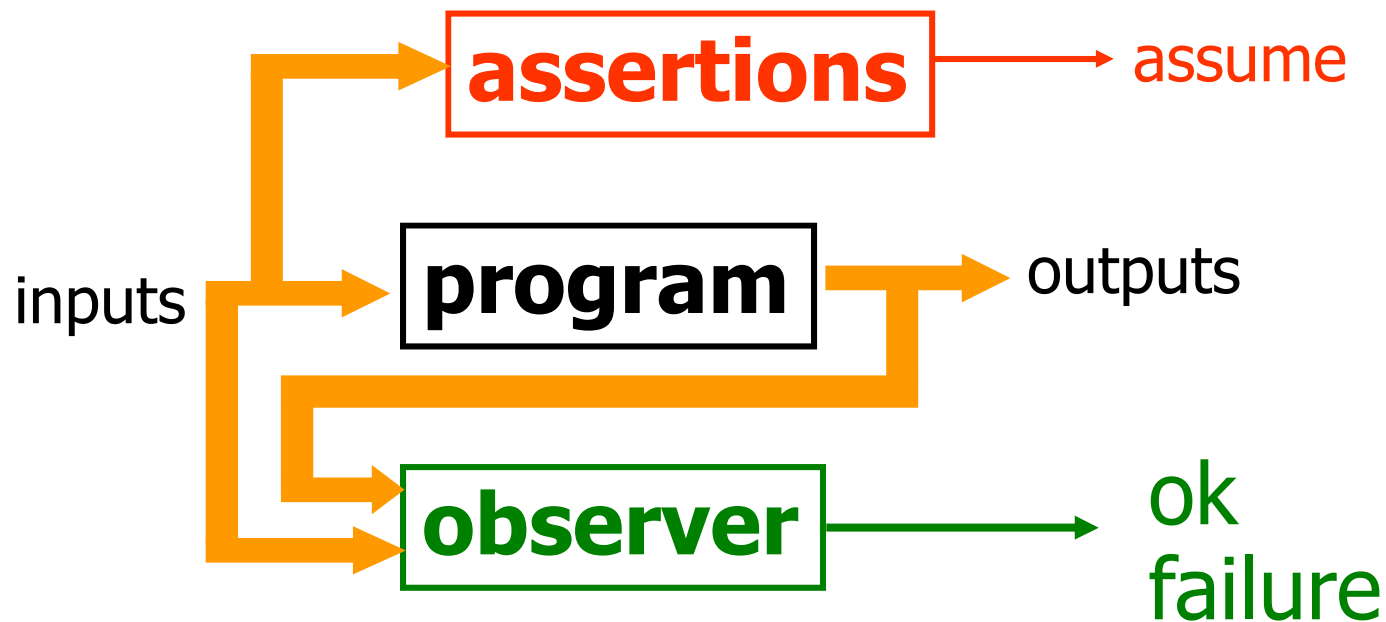 assertions
assume
inputs
program
outputs
observer
ok
failure